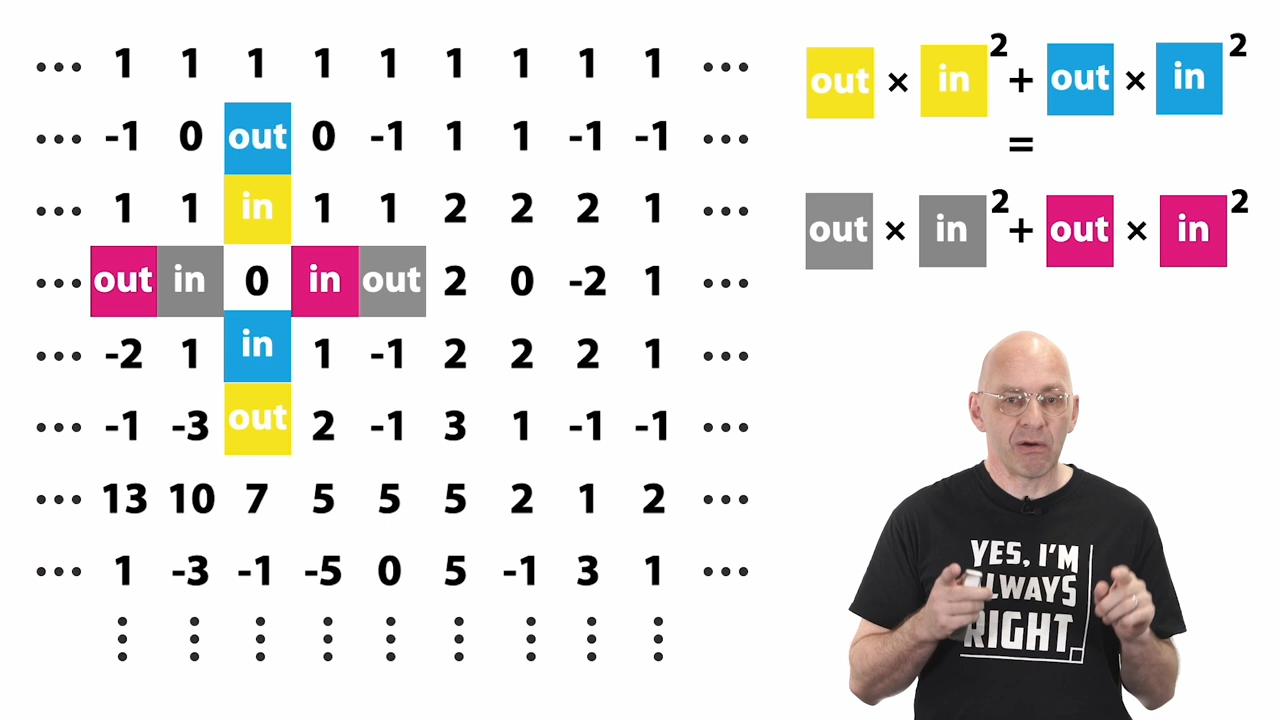 ... 1 1 1 1 1 1 1 1 1 ...
... -1 0 out 0 -1 1 1 -1 -1 ...
... 1 1 in 1 1 2 2 2 1 ...
... out in 0 in out 2 0 -2 1 ...
... -2 1 in 1 -1 2 2 2 1 ...
... -1 -3 out 2 -1 3 1 -1 -1 ...
... 13 10 7 5 5 5 2 1 2 ...
... 1 -3 -1 -5 0 5 -1 3 1 ...
out × in ² + out × in ²
=
out × in ² + out × in ²
YES, I'M
ALWAYS
RIGHT